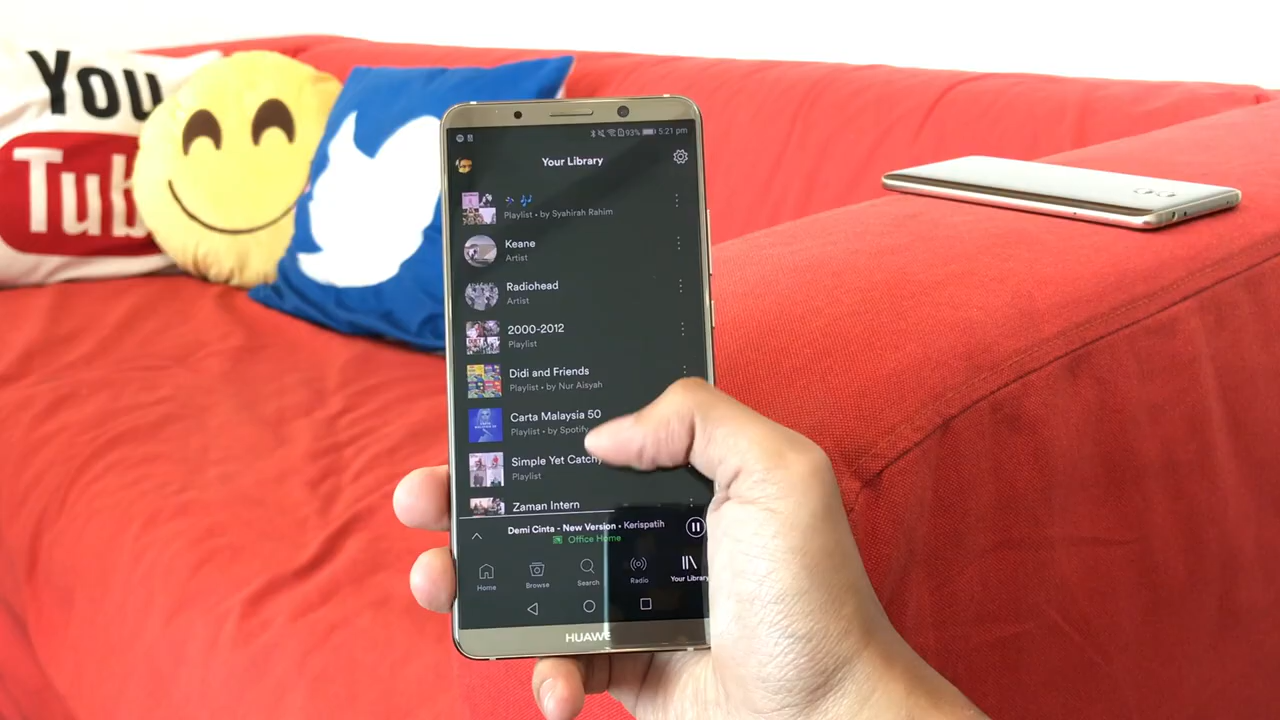 You
Tub
93% 5:21 pm
Your Library
Playlist • by Syahirah Rahim
Keane
Artist
Radiohead
Artist
2000-2012
Playlist
Didi and Friends
Playlist • by Nur Aisyah
Carta Malaysia 50
Playlist • by Spotify
Simple Yet Catchy
Playlist
Zaman Intern
Demi Cinta - New Version • Kerispatih
Office Home
Home
Browse
Search
Radio
Your Library
HUAWE